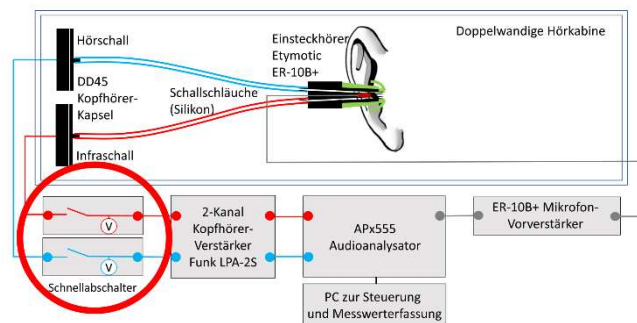 Hörschall
DD45
Kopfhörer-
Kapsel
Infraschall
Schallschläuche
(Silikon)
Einsteckhörer
Etymotic
ER-10B+
Doppelwandige Hörkabine
V
V
Schnellabschalter
2-Kanal
Kopfhörer-
Verstärker
Funk LPA-2S
APx555
Audioanalysator
ER-10B+ Mikrofon-
Vorverstärker
PC zur Steuerung
und Messwerterfassung